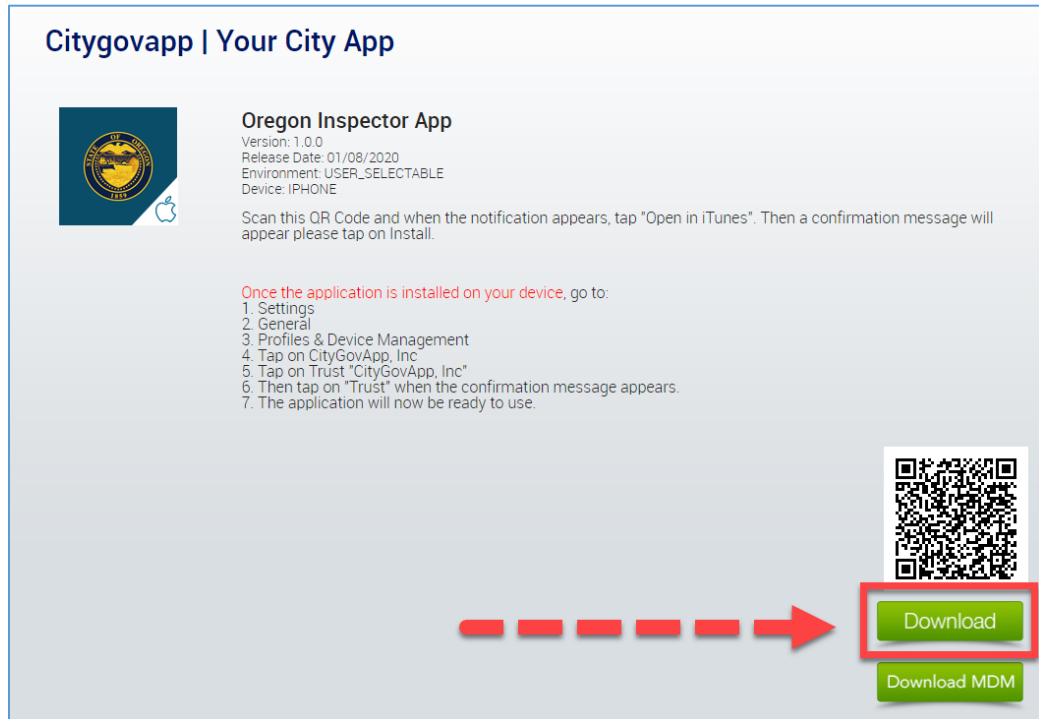 Citygovapp | Your City App
STATE OF OREGON
1859
Oregon Inspector App
Version: 1.0.0
Release Date: 01/08/2020
Environment: USER_SELECTABLE
Device: IPHONE
Scan this QR Code and when the notification appears, tap "Open in iTunes". Then a confirmation message will
appear please tap on Install.
Once the application is installed on your device, go to:
1. Settings
2. General
3. Profiles & Device Management
4. Tap on CityGovApp, Inc
5. Tap on Trust "CityGovApp, Inc"
6. Then tap on "Trust" when the confirmation message appears.
7. The application will now be ready to use.
Download
Download MDM